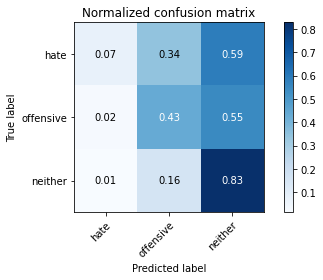 Normalized confusion matrix
True label
hate
0.07 0.34 0.59
offensive
0.02 0.43 0.55
neither
0.01 0.16 0.83
hate
offensive
neither
Predicted label
0.8
0.7
0.6
0.5
0.4
0.3
0.2
0.1